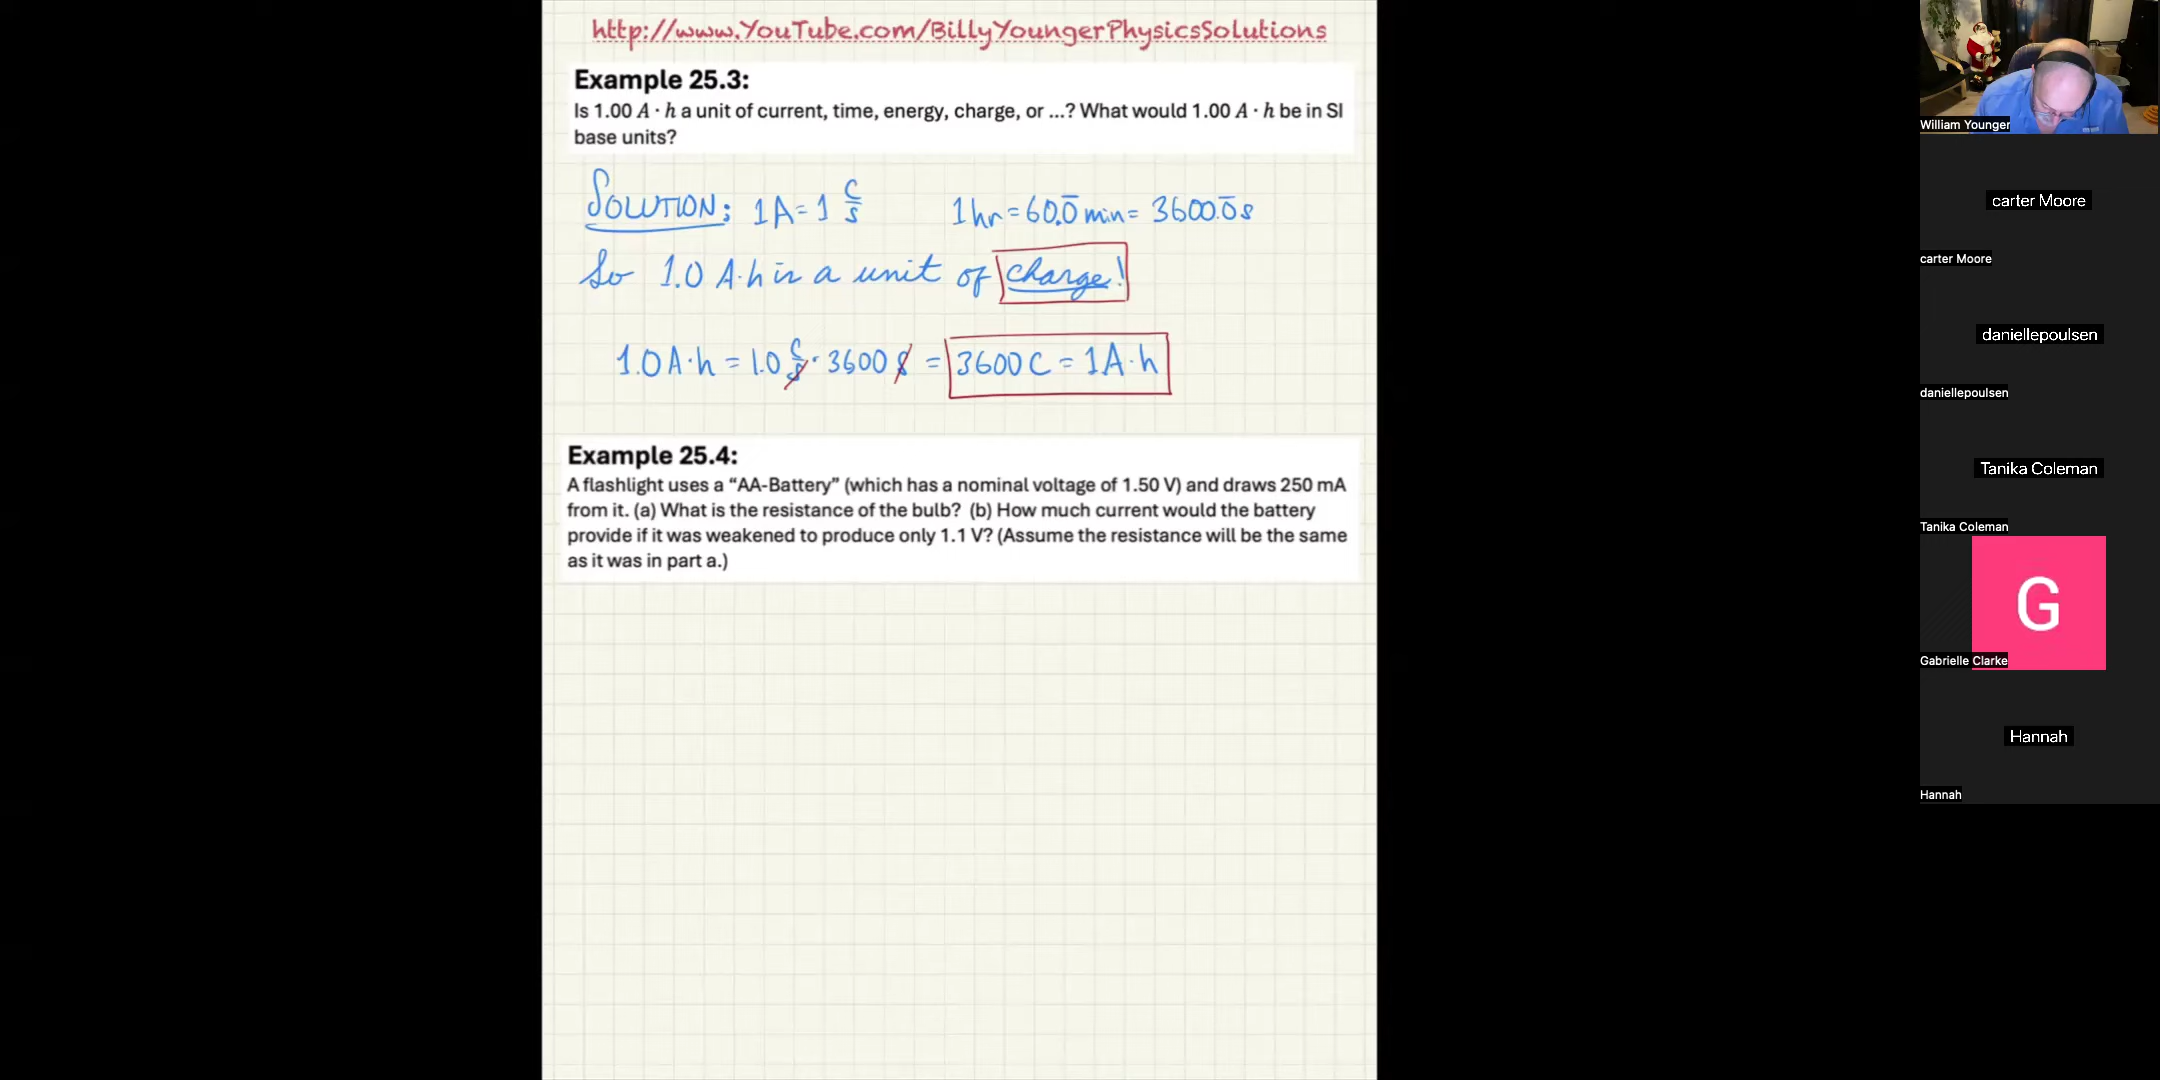 http://www.YouTube.com/BillyYoungerPhysicsSolutions
Example 25.3:
Is 1.00 A · h a unit of current, time, energy, charge, or ...? What would 1.00 A · h be in SI
base units?
SOLUTION: 1A = 1 C/s 1hr = 60.0̅ min = 3600.0̅ s
So 1.0 A·h is a unit of charge!
1.0 A·h = 1.0 C/s · 3600 s = 3600 C = 1 A·h
Example 25.4:
A flashlight uses a “AA-Battery” (which has a nominal voltage of 1.50 V) and draws 250 mA
from it. (a) What is the resistance of the bulb? (b) How much current would the battery
provide if it was weakened to produce only 1.1 V? (Assume the resistance will be the same
as it was in part a.)
William Younger
carter Moore
carter Moore
daniellepoulsen
daniellepoulsen
Tanika Coleman
Tanika Coleman
G
Gabrielle Clarke
Hannah
Hannah